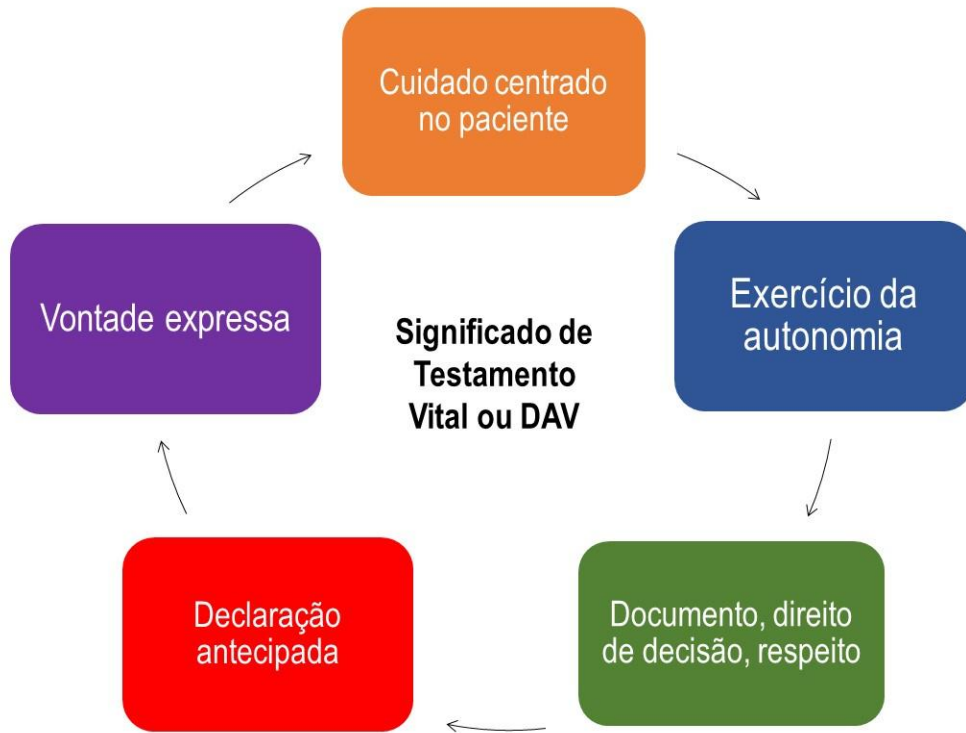 Cuidado centrado
no paciente
Exercício da
autonomia
Documento, direito
de decisão, respeito
Declaração
antecipada
Vontade expressa
Significado de
Testamento
Vital ou DAV